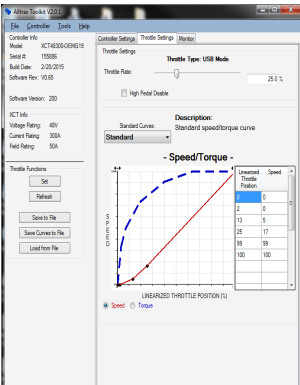 Alltrax Toolkit V2.0.1
File Controller Tools Help
Controller Info
Model: XCT48300-DEMG19
Serial #: 155886
Build Date: 2/20/2015
Software Rev: V0.65
Software Version: 200
XCT Info
Voltage Rating: 48V
Current Rating: 300A
Field Rating: 50A
Throttle Functions
Set
Refresh
Save to File
Save Curves to File
Load from File
Controller Settings Throttle Settings Monitor
Throttle Settings
Throttle Type: USB Mode
Throttle Rate:
25.0 %
High Pedal Disable
Description:
Standard Curves: Standard speed/torque curve
Standard
- Speed/Torque -
100
SPEED
LINEARIZED THROTTLE POSITION (%)
Speed Torque
Linearized Throttle Position Speed
0 0
2 0
13 5
25 17
99 99
100 100